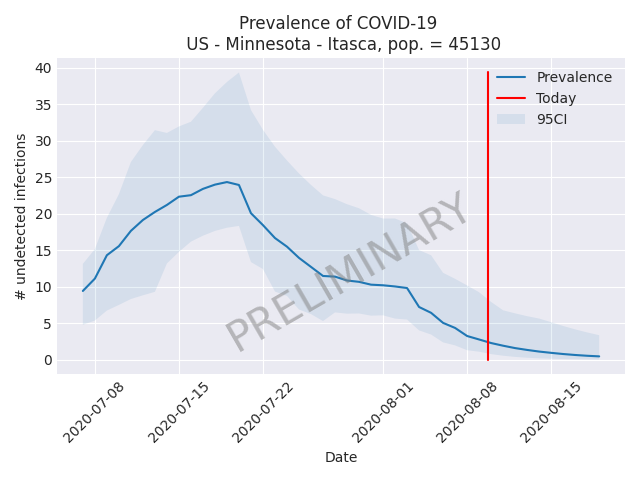 Prevalence of COVID-19
US - Minnesota - Itasca, pop. = 45130
40
35
30
25
20
15
10
5
0
# undetected infections
Prevalence
Today
95CI
PRELIMINARY
2020-07-08
2020-07-15
2020-07-22
2020-08-01
2020-08-08
2020-08-15
Date